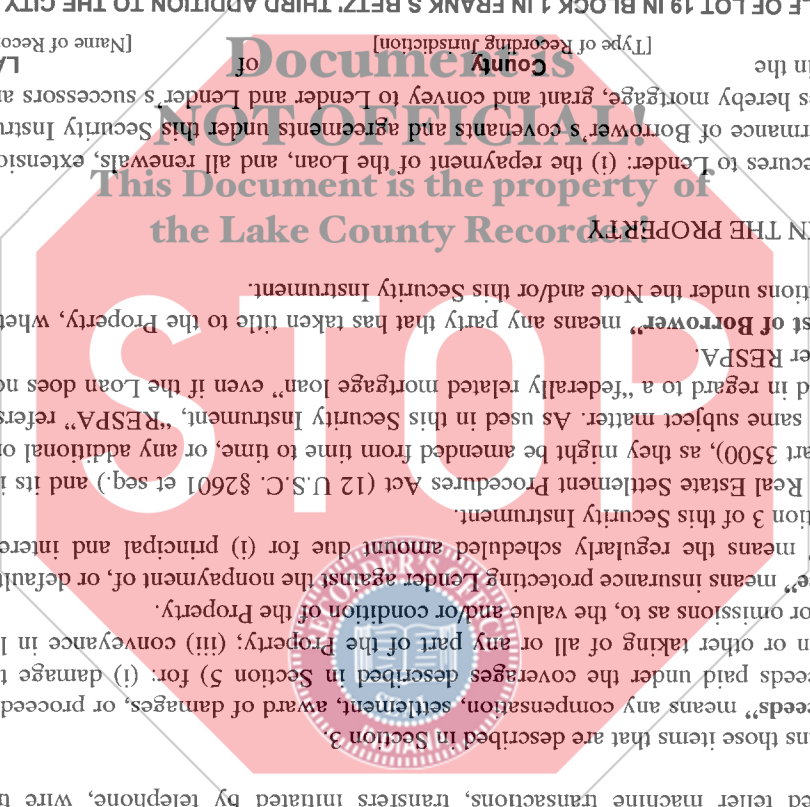 Document is
NOT OFFICIAL!
This Document is the property of
the Lake County Recorder!
STOP
RECORDER'S
SEAL
INDIANA
ed teller machine transactions, transfers initiated by telephone, wire
ns those items that are described in Section 3.
ceeds" means any compensation, settlement, award of damages, or proceed
eeds paid under the coverages described in Section 5) for: (i) damage t
n or other taking of all or any part of the Property; (iii) conveyance in l
or omissions as to, the value and/or condition of the Property.
e" means insurance protecting Lender against the nonpayment of, or default
means the regularly scheduled amount due for (i) principal and intere
tion 3 of this Security Instrument.
Real Estate Settlement Procedures Act (12 U.S.C. §2601 et seq.) and its i
art 3500), as they might be amended from time to time, or any additional o
same subject matter. As used in this Security Instrument, "RESPA" refers
d in regard to a "federally related mortgage loan" even if the Loan does no
er RESPA.
st of Borrower" means any party that has taken title to the Property, whet
tions under the Note and/or this Security Instrument.
N THE PROPERTY
ecures to Lender: (i) the repayment of the Loan, and all renewals, extension
rmance of Borrower's covenants and agreements under this Security Instru
s hereby mortgage, grant and convey to Lender and Lender's successors an
in the County of LA
[Type of Recording Jurisdiction] [Name of Recor
LE OF LOT 19 IN BLOCK 1 IN FRANK S BETZ' THIRD ADDITION TO THE CITY